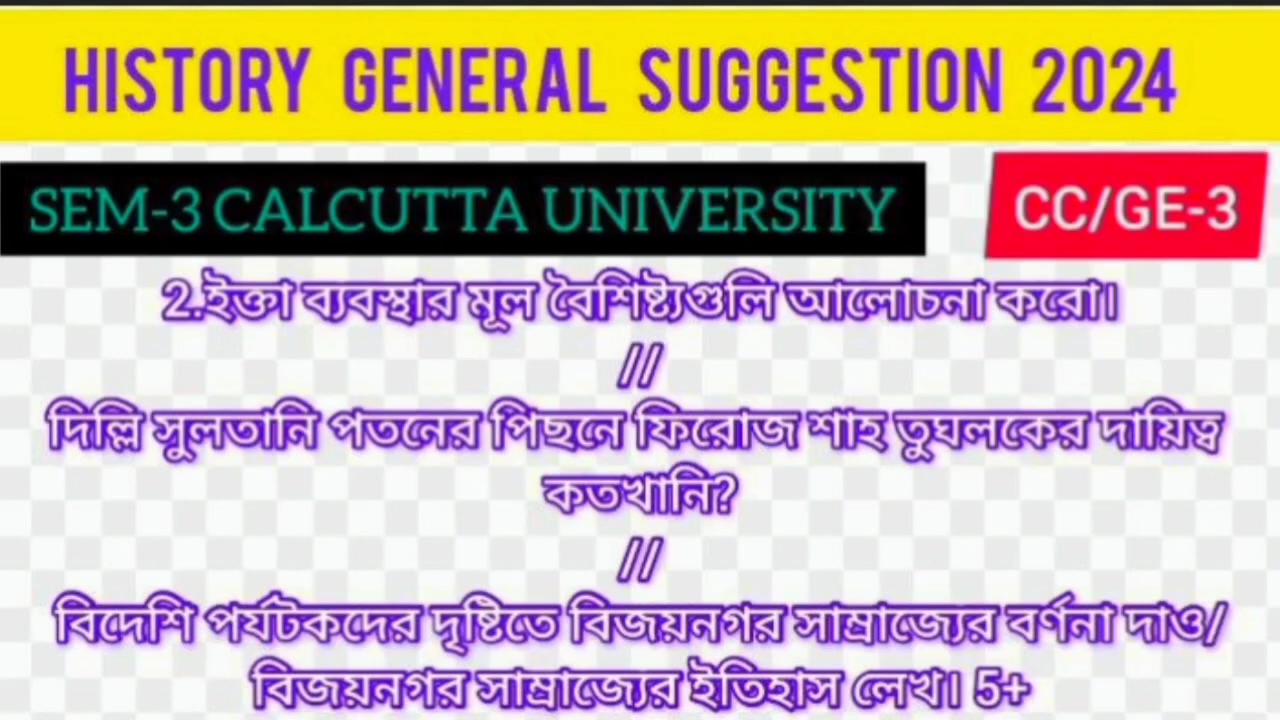 HISTORY GENERAL SUGGESTION 2024
SEM-3 CALCUTTA UNIVERSITY
CC/GE-3
2.ইক্তা ব্যবস্থার মূল বৈশিষ্ট্যগুলি আলোচনা করো।
//
দিল্লি সুলতানি পতনের পিছনে ফিরোজ শাহ তুঘলকের দায়িত্ব
কতখানি?
//
বিদেশি পর্যটকদের দৃষ্টিতে বিজয়নগর সাম্রাজ্যের বর্ণনা দাও/
বিজয়নগর সাম্রাজ্যের ইতিহাস লেখ। 5+